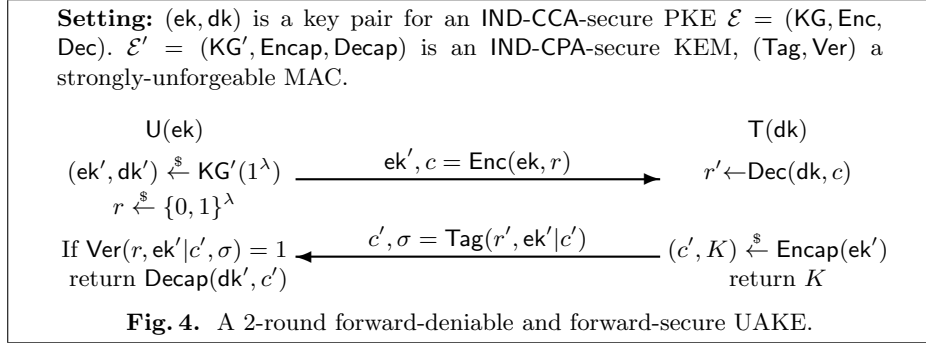 Setting: (ek, dk) is a key pair for an IND-CCA-secure PKE ℰ = (KG, Enc,
Dec). ℰ′ = (KG′, Encap, Decap) is an IND-CPA-secure KEM, (Tag, Ver) a
strongly-unforgeable MAC.
U(ek) T(dk)
(ek′, dk′) ←$ KG′(1^λ) ek′, c = Enc(ek, r) r′←Dec(dk, c)
r ←$ {0, 1}^λ
If Ver(r, ek′|c′, σ) = 1 c′, σ = Tag(r′, ek′|c′) (c′, K) ←$ Encap(ek′)
return Decap(dk′, c′) return K
Fig. 4. A 2-round forward-deniable and forward-secure UAKE.